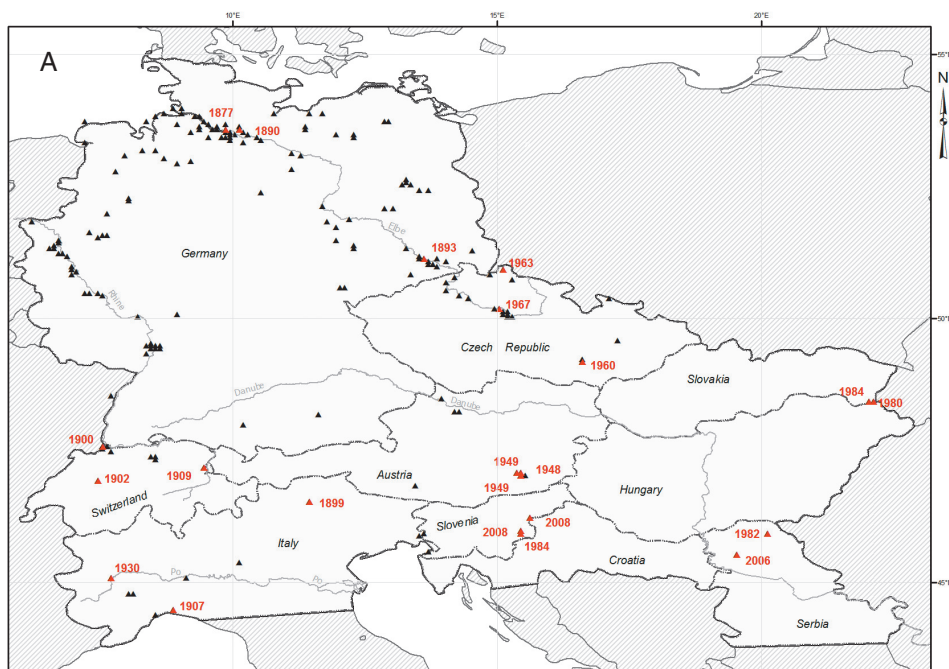 10°E
15°E
20°E
A
55°N
N
1877
1890
Elbe
1893
Germany
1963
Rhine
1967
50°N
Czech Republic
1960
Slovakia
1984
1980
Danube
Danube
1900
1909
1949
1948
1902
Austria
1949
Switzerland
1899
Hungary
Slovenia
2008
2008
1982
Italy
1984
Croatia
2006
1930
Po
Po
45°N
1907
Serbia